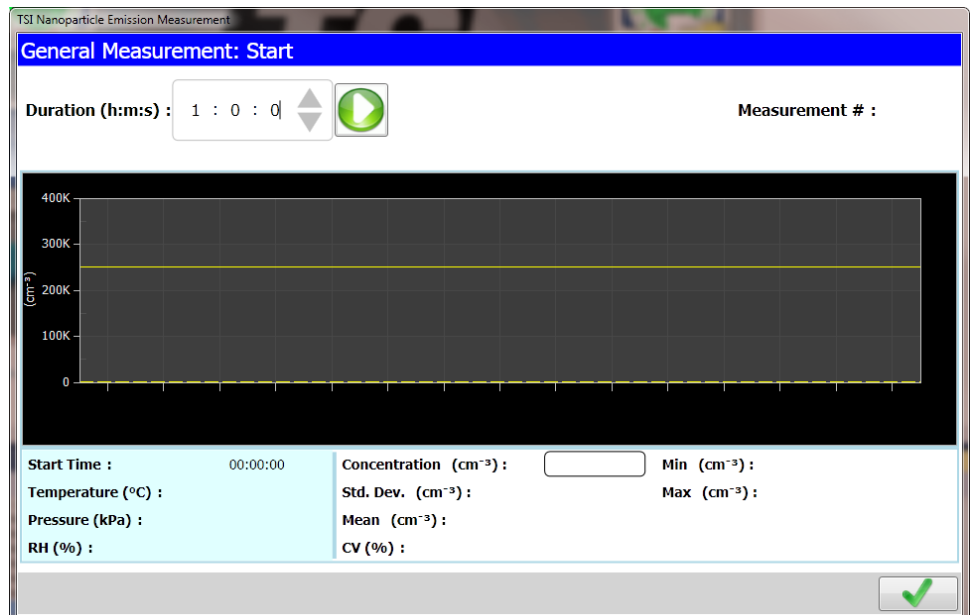 TSI Nanoparticle Emission Measurement
General Measurement: Start
Duration (h:m:s) : 1 : 0 : 0
Measurement # :
400K
300K
(cm⁻³)
200K
100K
0
Start Time : 00:00:00
Concentration (cm⁻³) :
Min (cm⁻³) :
Temperature (ºC) :
Std. Dev. (cm⁻³) :
Max (cm⁻³) :
Pressure (kPa) :
Mean (cm⁻³) :
RH (%) :
CV (%) :